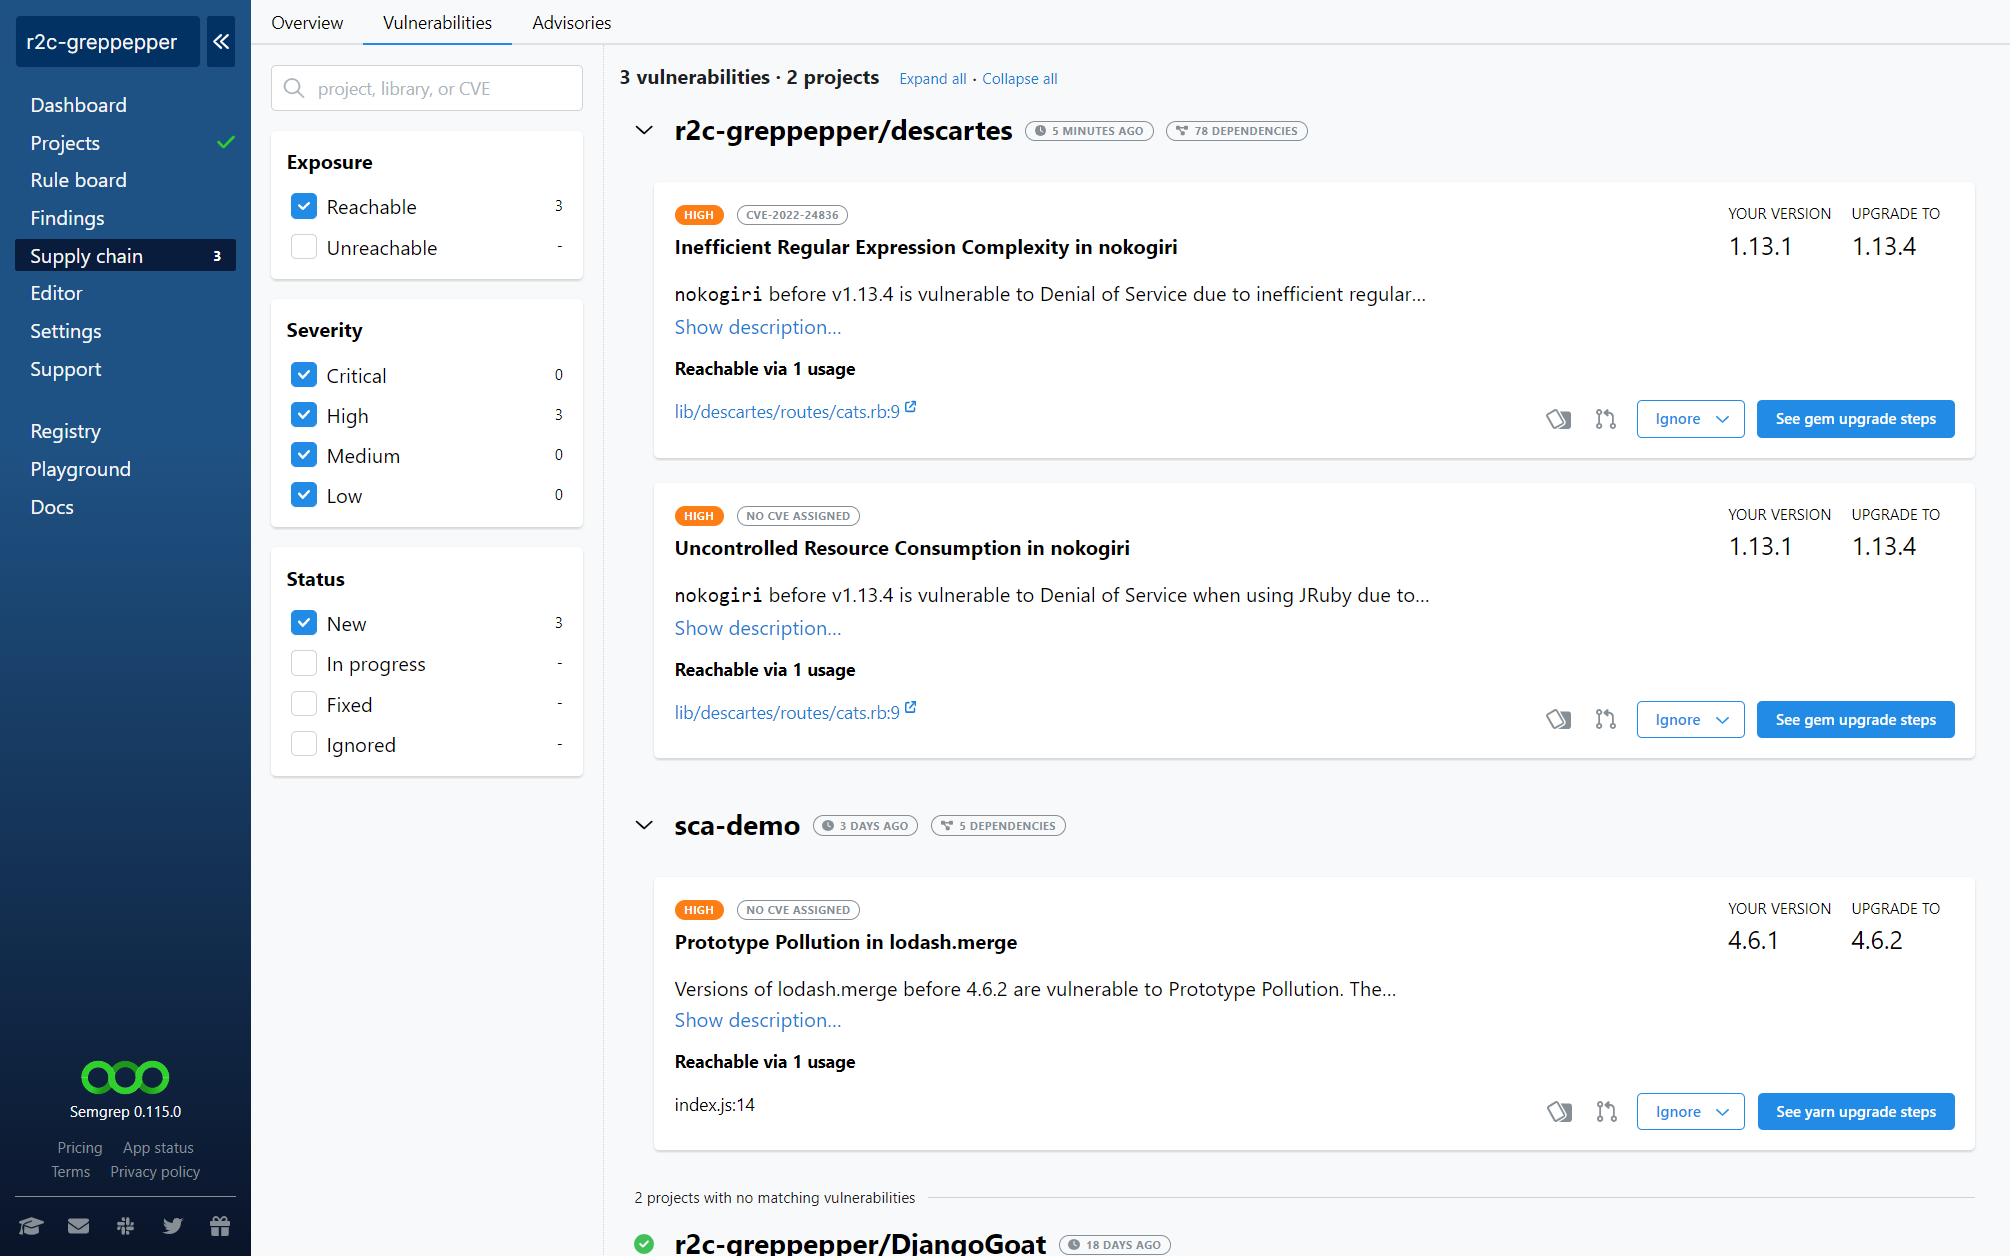 r2c-greppepper
Dashboard
Projects
Rule board
Findings
Supply chain 3
Editor
Settings
Support
Registry
Playground
Docs
Semgrep 0.115.0
Pricing App status
Terms Privacy policy
Overview Vulnerabilities Advisories
project, library, or CVE
Exposure
Reachable 3
Unreachable -
Severity
Critical 0
High 3
Medium 0
Low 0
Status
New 3
In progress -
Fixed -
Ignored -
3 vulnerabilities · 2 projects Expand all · Collapse all
r2c-greppepper/descartes 5 MINUTES AGO 78 DEPENDENCIES
HIGH CVE-2022-24836
YOUR VERSION UPGRADE TO
Inefficient Regular Expression Complexity in nokogiri
1.13.1 1.13.4
nokogiri before v1.13.4 is vulnerable to Denial of Service due to inefficient regular...
Show description...
Reachable via 1 usage
lib/descartes/routes/cats.rb:9
Ignore See gem upgrade steps
HIGH NO CVE ASSIGNED
YOUR VERSION UPGRADE TO
Uncontrolled Resource Consumption in nokogiri
1.13.1 1.13.4
nokogiri before v1.13.4 is vulnerable to Denial of Service when using JRuby due to...
Show description...
Reachable via 1 usage
lib/descartes/routes/cats.rb:9
Ignore See gem upgrade steps
sca-demo 3 DAYS AGO 5 DEPENDENCIES
HIGH NO CVE ASSIGNED
YOUR VERSION UPGRADE TO
Prototype Pollution in lodash.merge
4.6.1 4.6.2
Versions of lodash.merge before 4.6.2 are vulnerable to Prototype Pollution. The...
Show description...
Reachable via 1 usage
index.js:14
Ignore See yarn upgrade steps
2 projects with no matching vulnerabilities
r2c-greppepper/DjangoGoat 18 DAYS AGO